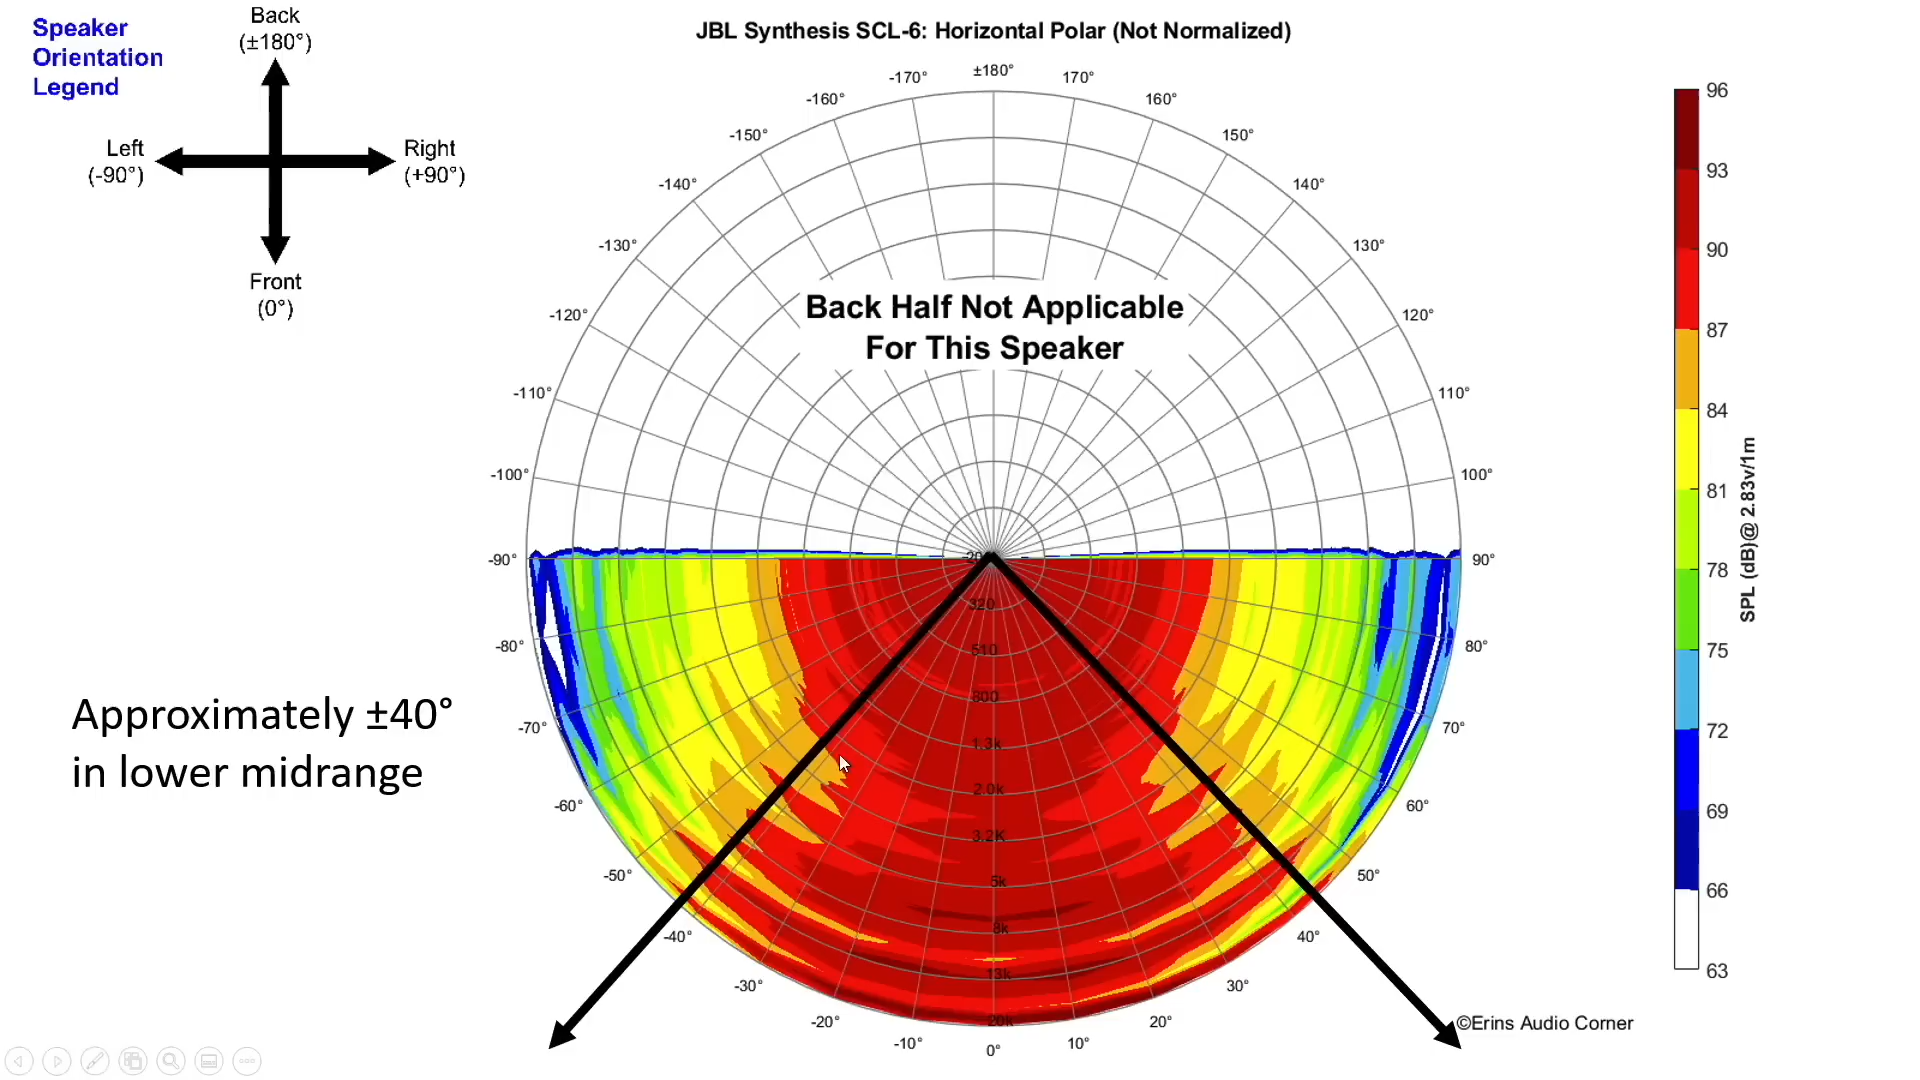 Speaker
Orientation
Legend
Back
(±180°)
Left
(-90°)
Right
(+90°)
Front
(0°)
JBL Synthesis SCL-6: Horizontal Polar (Not Normalized)
±180°
-170°
170°
-160°
160°
-150°
150°
-140°
140°
-130°
130°
-120°
120°
-110°
110°
-100°
100°
-90°
90°
-80°
80°
-70°
70°
-60°
60°
-50°
50°
-40°
40°
-30°
30°
-20°
20°
-10°
10°
0°
Back Half Not Applicable
For This Speaker
320
510
800
1.3k
2.0k
3.2K
5k
8k
13k
20k
Approximately ±40°
in lower midrange
96
93
90
87
84
81
78
75
72
69
66
63
SPL (dB)@ 2.83v/1m
©Erins Audio Corner